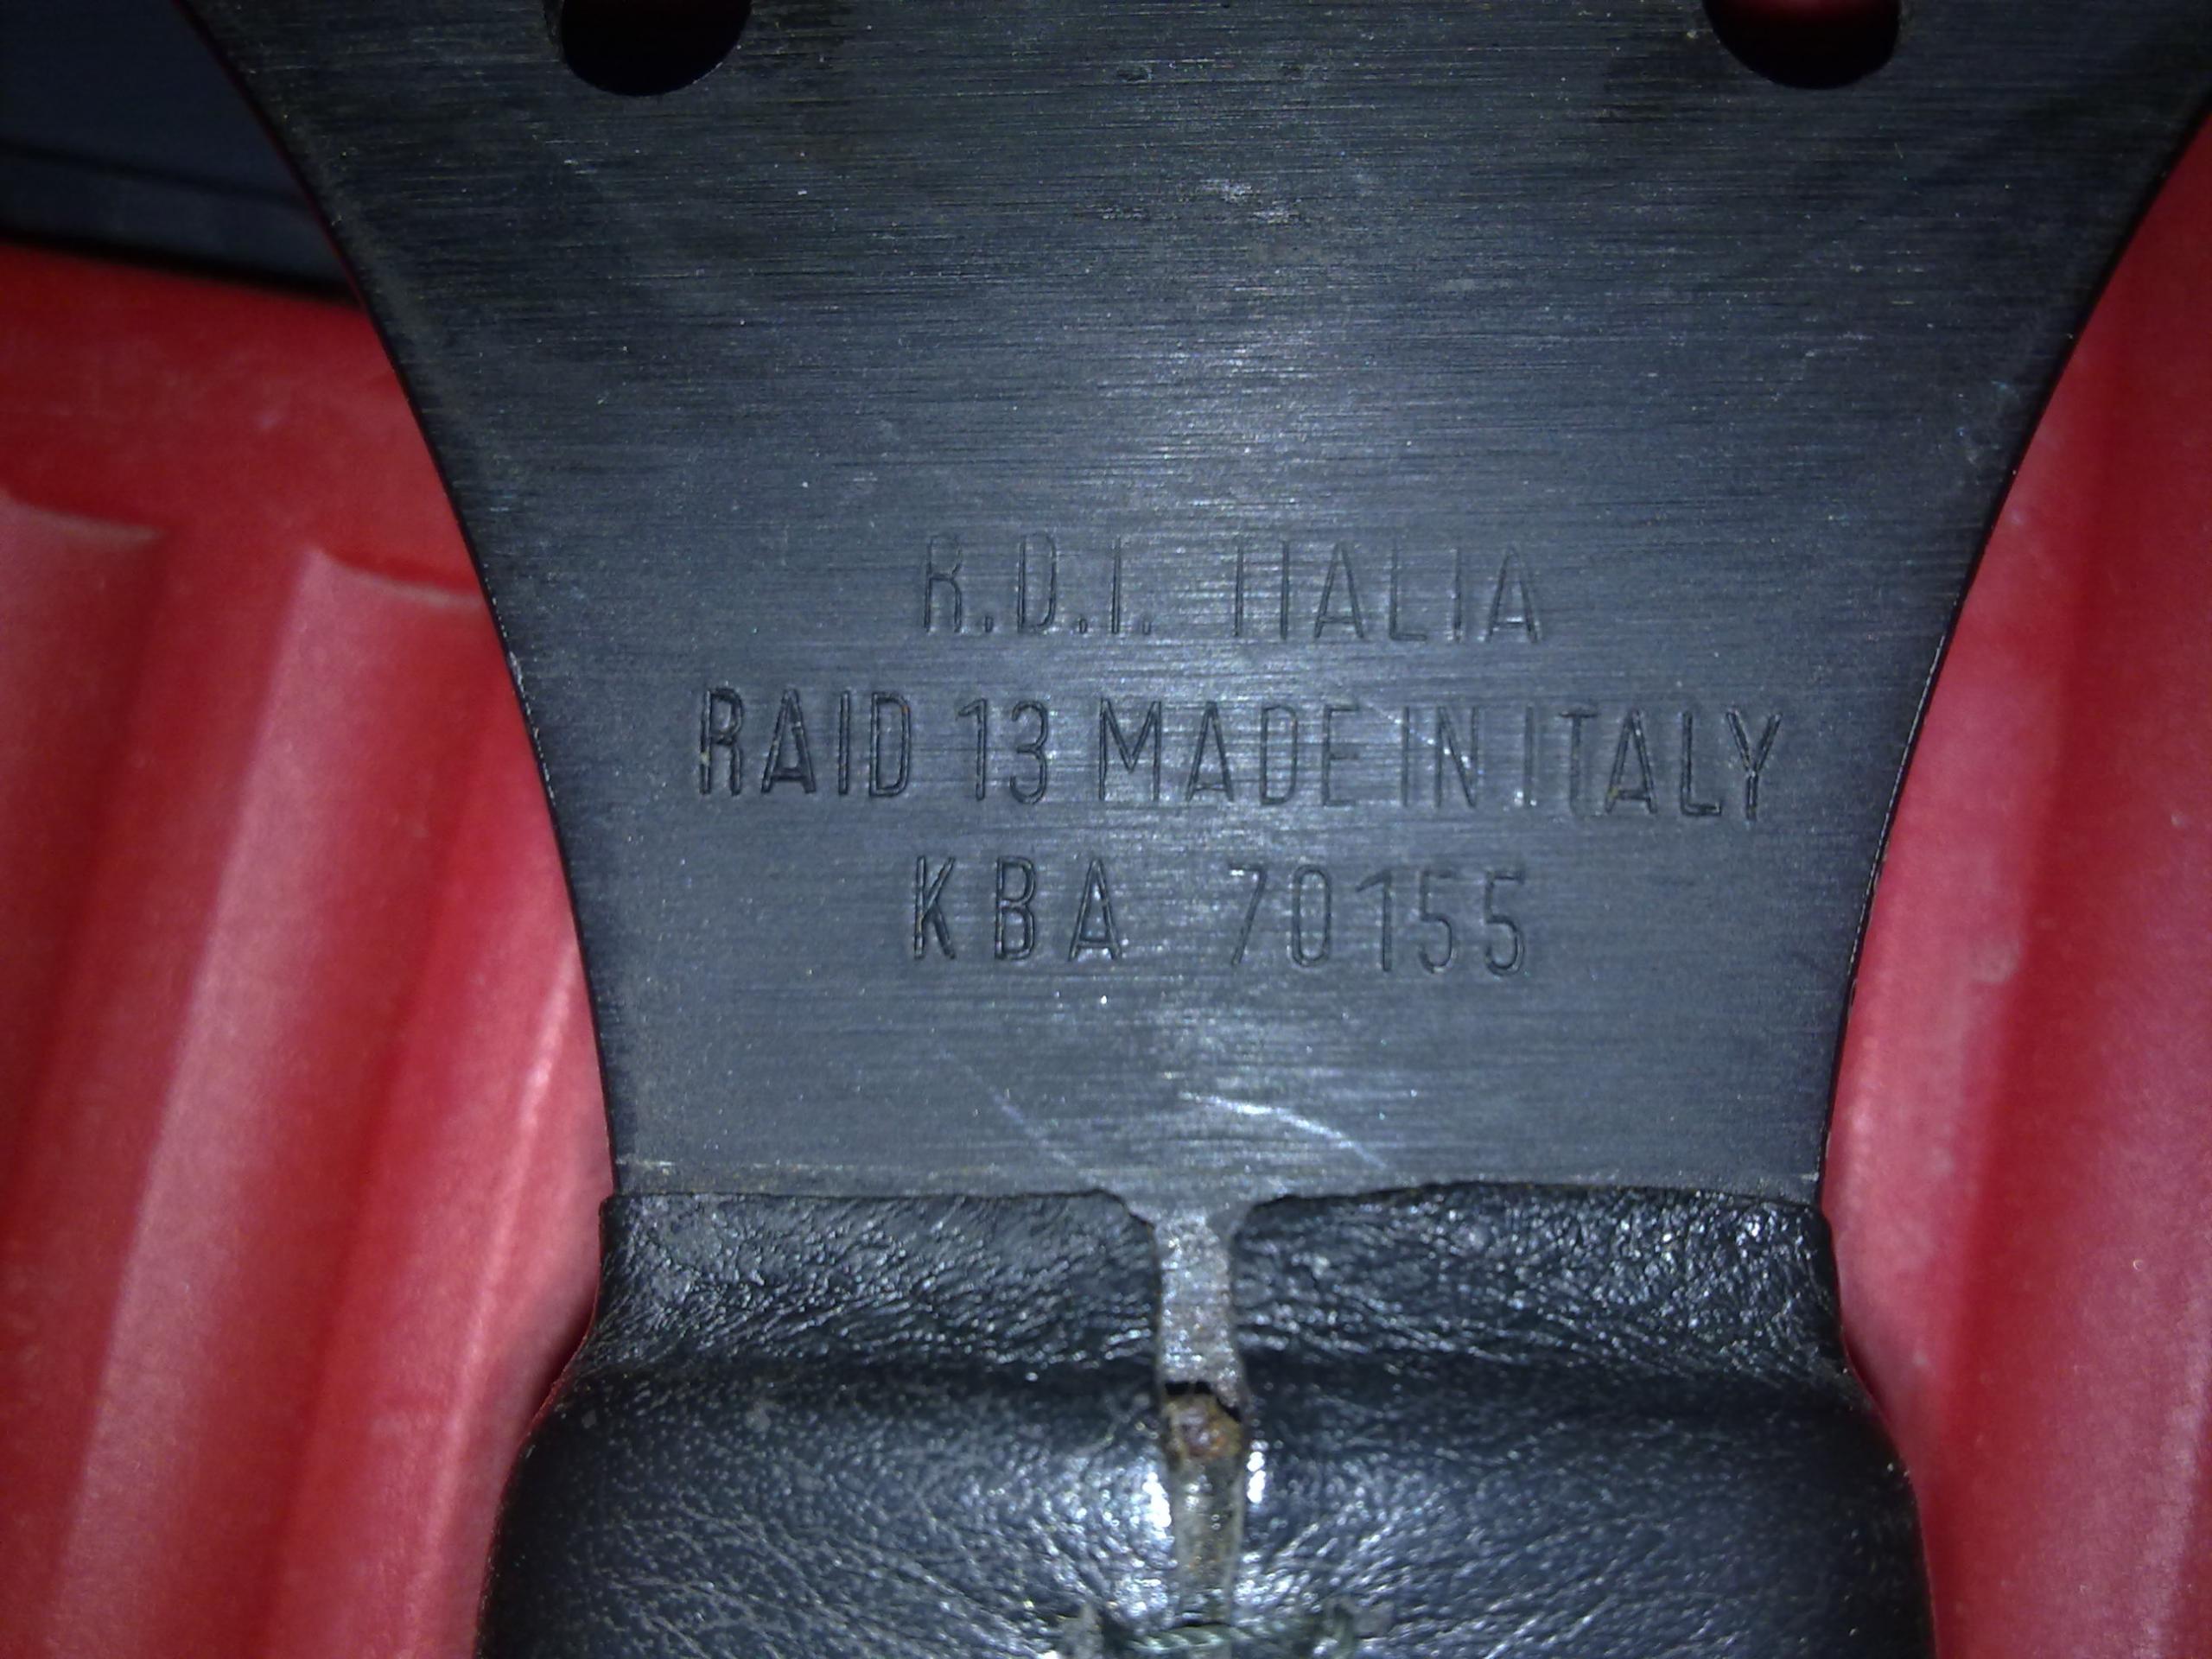 R.D.I. ITALIA
RAID 13 MADE IN ITALY
KBA 70155